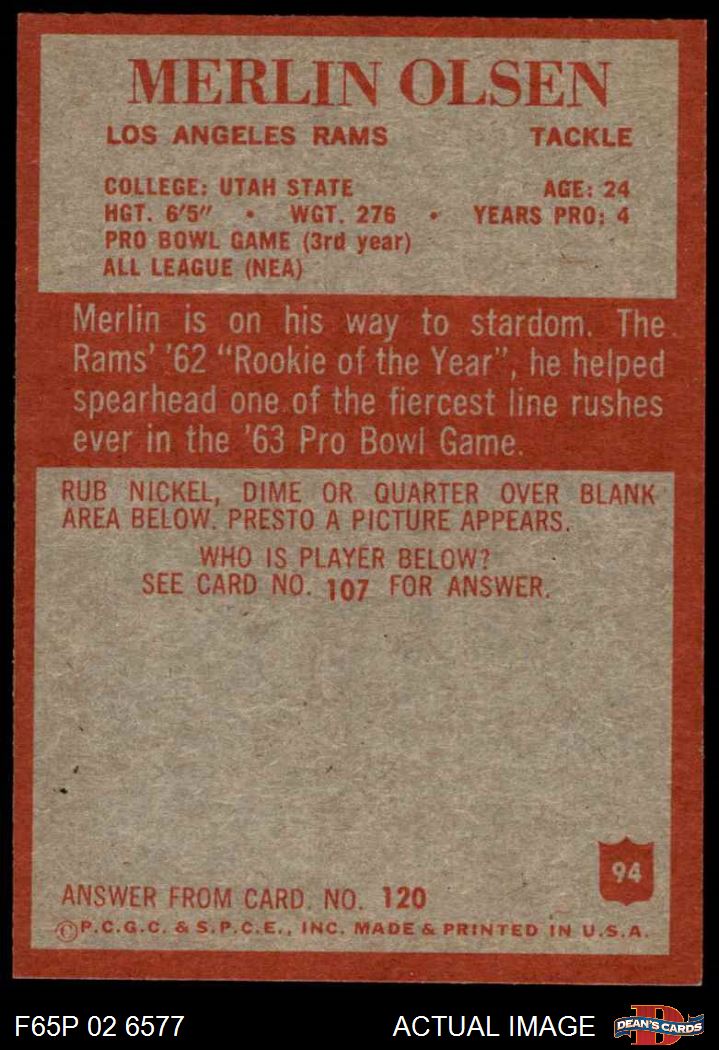 MERLIN OLSEN
LOS ANGELES RAMS TACKLE
COLLEGE: UTAH STATE AGE: 24
HGT. 6'5" • WGT. 276 • YEARS PRO: 4
PRO BOWL GAME (3rd year)
ALL LEAGUE (NEA)
Merlin is on his way to stardom. The
Rams' '62 "Rookie of the Year", he helped
spearhead one of the fiercest line rushes
ever in the '63 Pro Bowl Game.
RUB NICKEL, DIME OR QUARTER OVER BLANK
AREA BELOW. PRESTO A PICTURE APPEARS.
WHO IS PLAYER BELOW?
SEE CARD NO. 107 FOR ANSWER.
94
ANSWER FROM CARD. NO. 120
©P.C.G.C. & S.P.C.E., INC. MADE & PRINTED IN U.S.A.
F65P 02 6577 ACTUAL IMAGE D DEAN'S CARDS